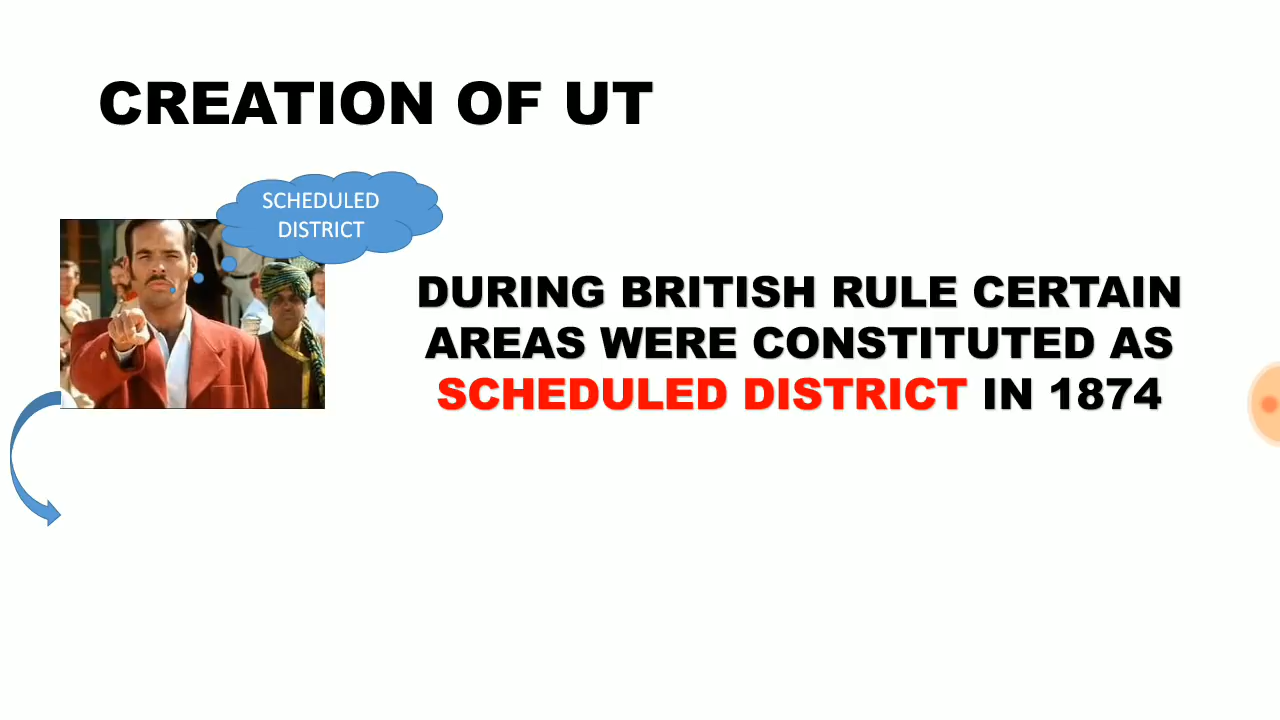 CREATION OF UT
SCHEDULED
DISTRICT
DURING BRITISH RULE CERTAIN
AREAS WERE CONSTITUTED AS
SCHEDULED DISTRICT IN 1874